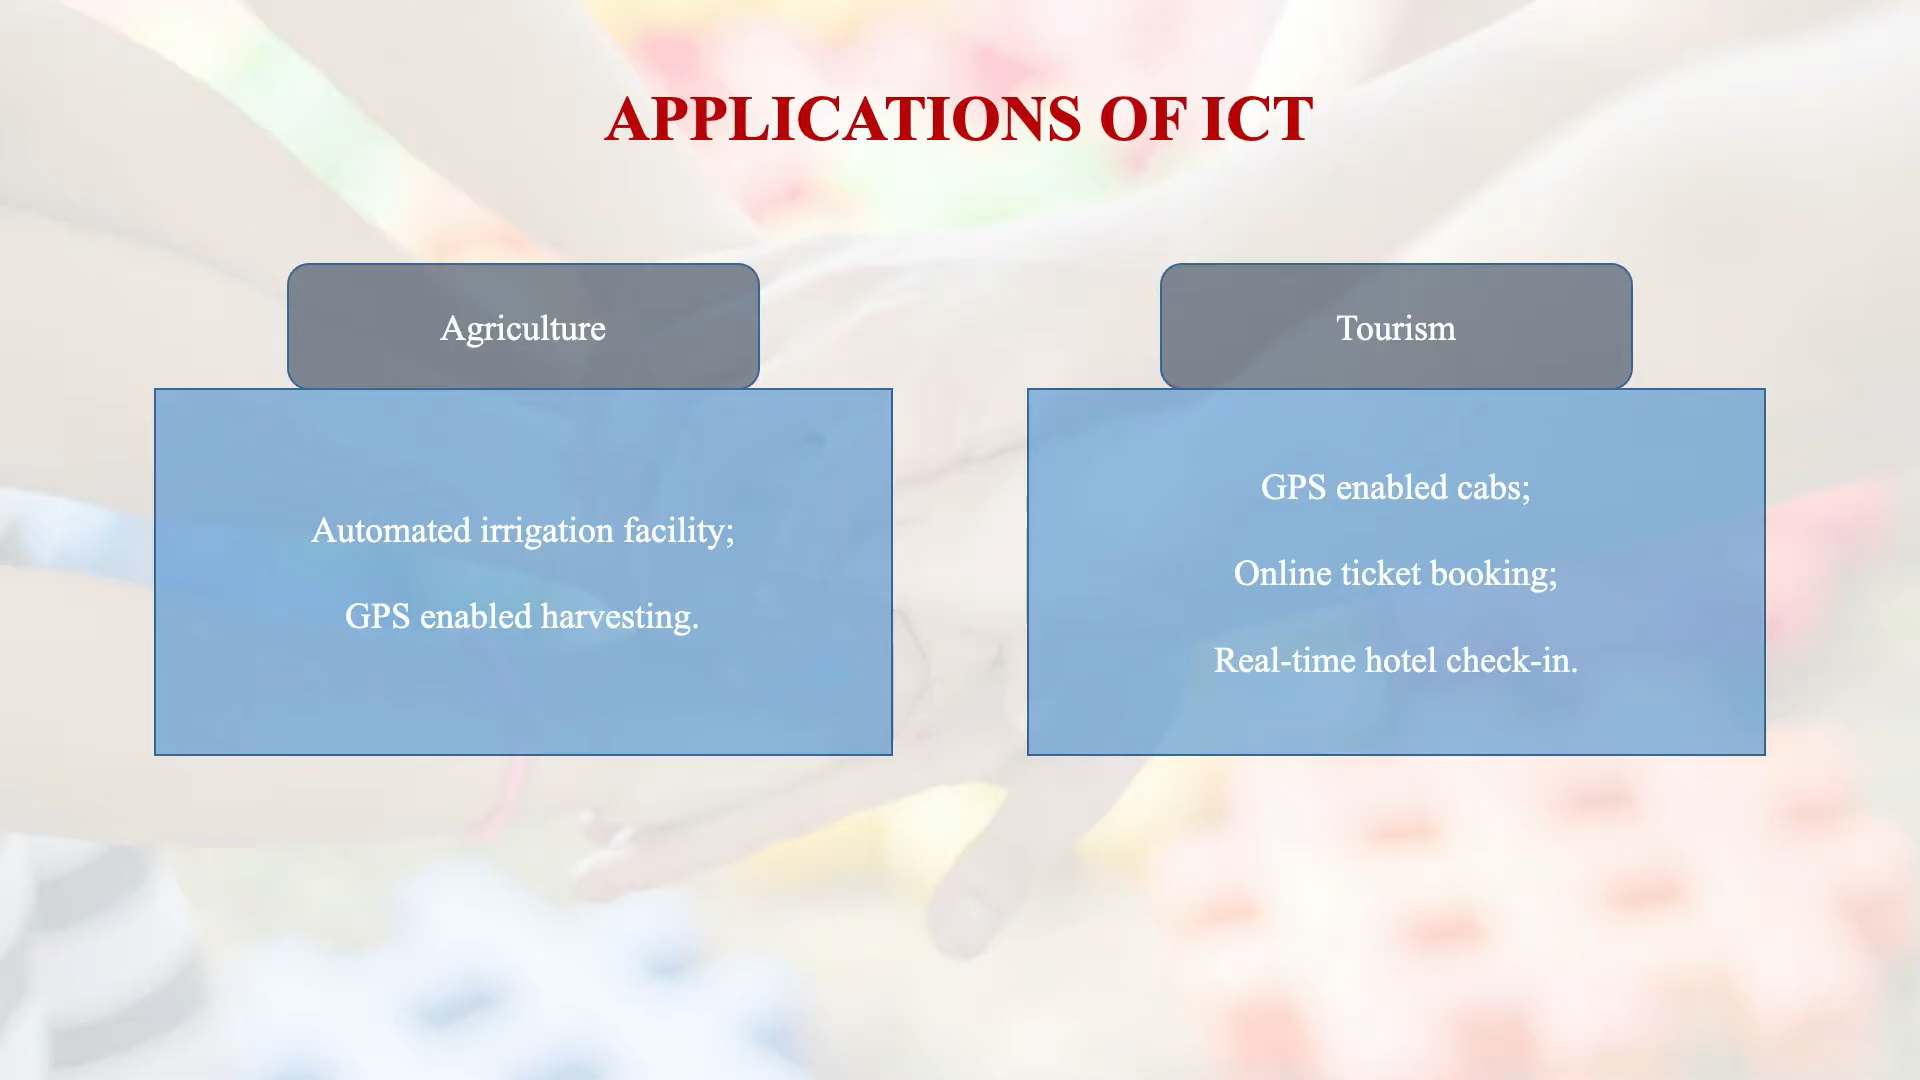 APPLICATIONS OF ICT
Agriculture
Automated irrigation facility;
GPS enabled harvesting.
Tourism
GPS enabled cabs;
Online ticket booking;
Real-time hotel check-in.